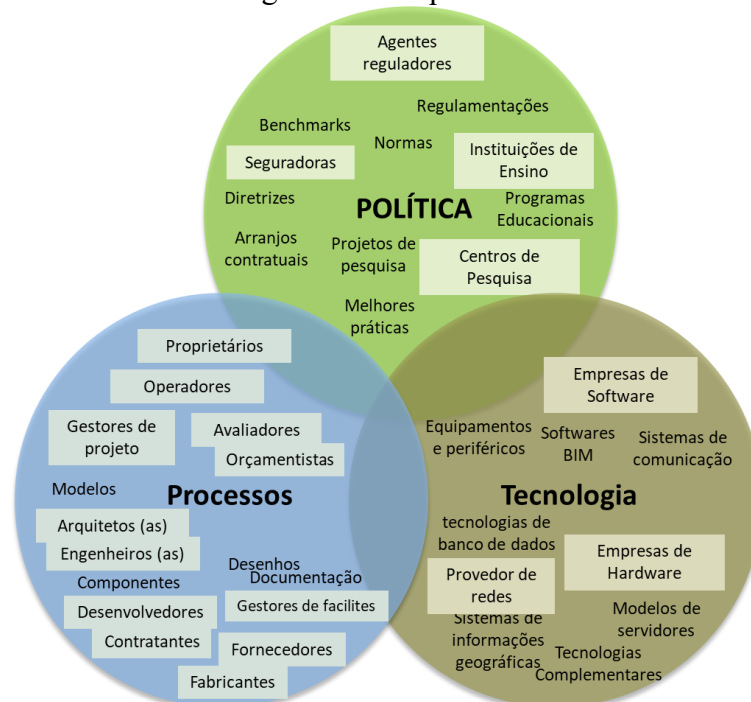 Agentes
reguladores
Regulamentações
Benchmarks
Normas
Instituições de
Ensino
Seguradoras
Diretrizes
POLÍTICA
Programas
Educacionais
Arranjos
contratuais
Projetos de
pesquisa
Centros de
Pesquisa
Melhores
práticas
Proprietários
Operadores
Gestores de
projeto
Avaliadores
Orçamentistas
Modelos
Processos
Arquitetos (as)
Engenheiros (as)
Componentes
Desenhos
Documentação
Desenvolvedores
Gestores de facilites
Contratantes
Fornecedores
Fabricantes
Empresas de
Software
Equipamentos
e periféricos
Softwares
BIM
Sistemas de
comunicação
Tecnologia
tecnologias de
banco de dados
Empresas de
Hardware
Provedor de
redes
Modelos de
servidores
Sistemas de
informações
geográficas
Tecnologias
Complementares